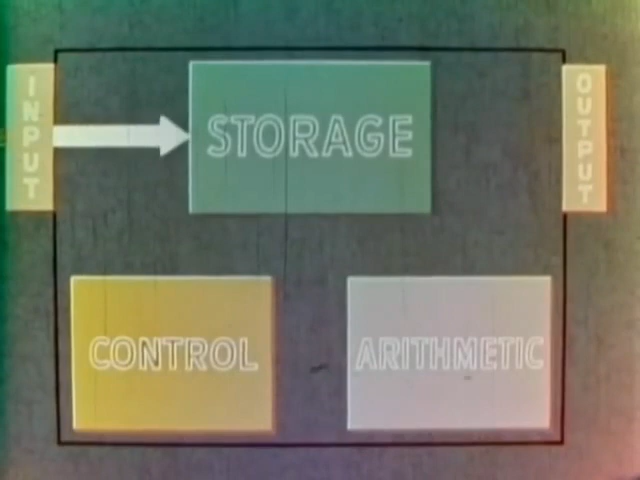 INPUT
STORAGE
OUTPUT
CONTROL
ARITHMETIC